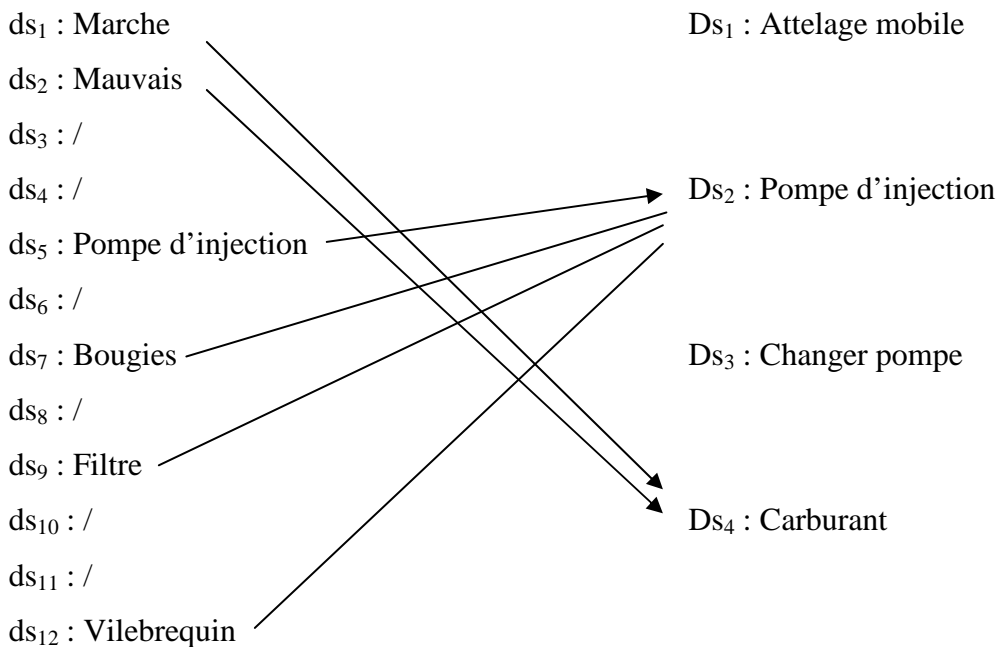 ds₁ : Marche
ds₂ : Mauvais
ds₃ : /
ds₄ : /
ds₅ : Pompe d’injection
ds₆ : /
ds₇ : Bougies
ds₈ : /
ds₉ : Filtre
ds₁₀ : /
ds₁₁ : /
ds₁₂ : Vilebrequin
Ds₁ : Attelage mobile
Ds₂ : Pompe d’injection
Ds₃ : Changer pompe
Ds₄ : Carburant